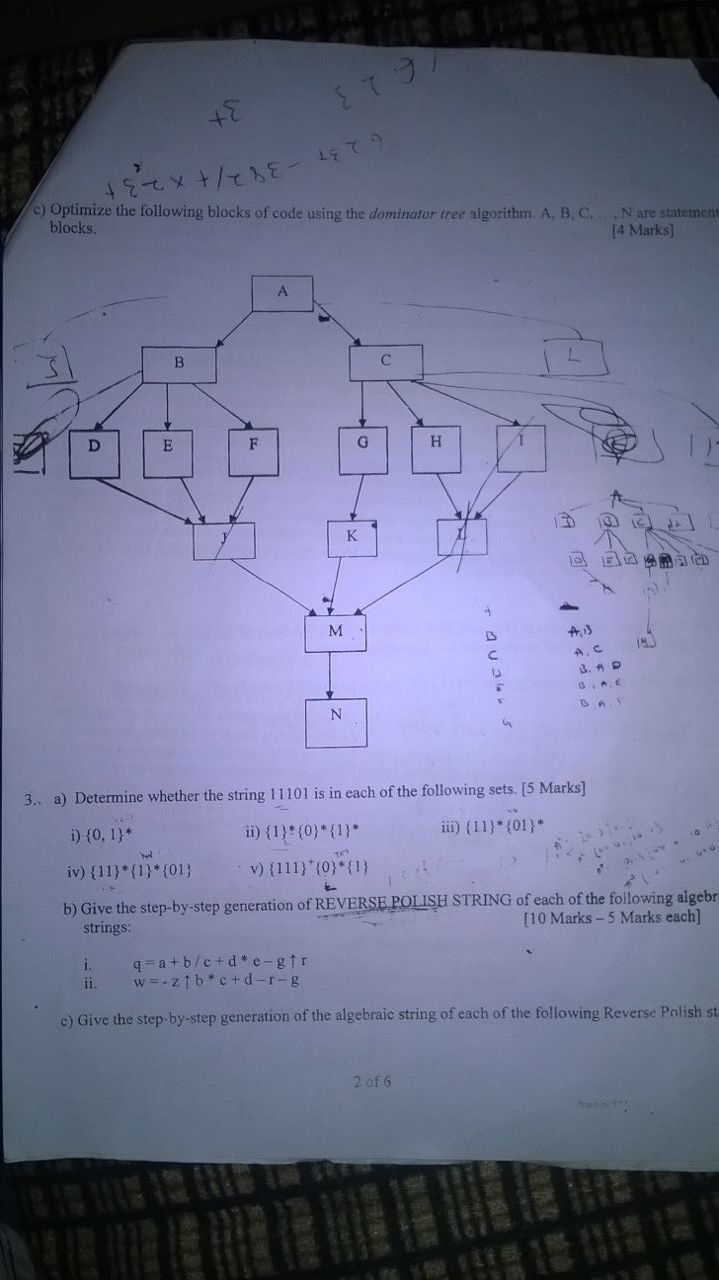 c) Optimize the following blocks of code using the dominator tree algorithm A, B, C, ..., N are statement
blocks. [4 Marks]
A
B C L
D E F G H I
J K L
M
N
A
B A,B
C A,C
D B,A,D
E B,A,E
F B,A,F
G
3.. a) Determine whether the string 11101 is in each of the following sets. [5 Marks]
i) {0, 1}* ii) {1}*{0}*{1}* iii) {11}*{01}*
iv) {11}*{1}*{01} v) {111}⁺{0}*{1}
b) Give the step-by-step generation of REVERSE POLISH STRING of each of the following algebr
strings: [10 Marks – 5 Marks each]
i. q = a + b / c + d * e – g ↑ r
ii. w = - z ↑ b * c + d – r – g
c) Give the step-by-step generation of the algebraic string of each of the following Reverse Polish st
2 of 6